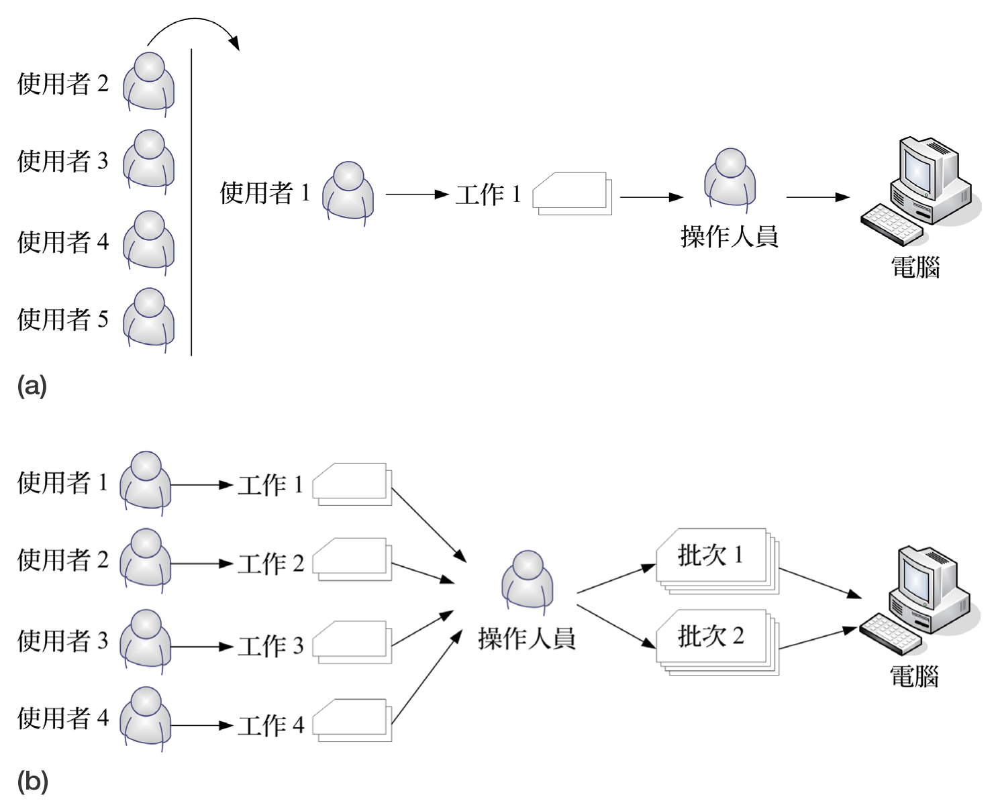 使用者 2
使用者 3
使用者 1
工作 1
操作人員
使用者 4
電腦
使用者 5
(a)
使用者 1
工作 1
使用者 2
工作 2
批次 1
使用者 3
工作 3
操作人員
批次 2
電腦
使用者 4
工作 4
(b)